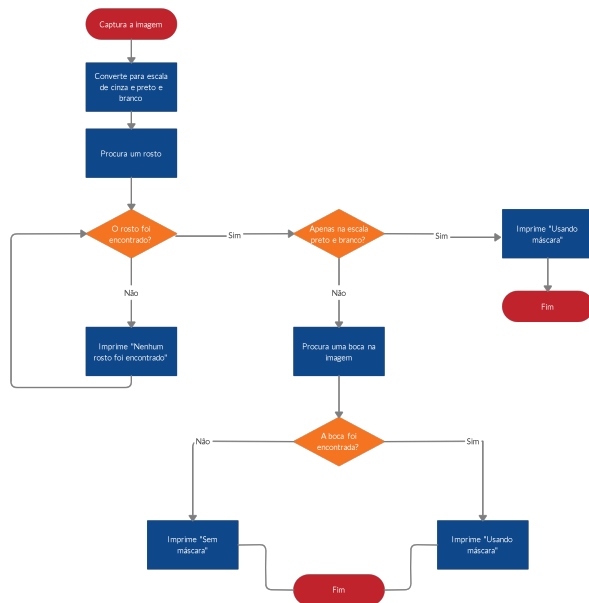 Captura a imagem
Converte para escala
de cinza e preto e
branco
Procura um rosto
O rosto foi
encontrado?
Sim
Apenas na escala
preto e branco?
Sim
Imprime "Usando
máscara"
Não
Não
Fim
Imprime "Nenhum
rosto foi encontrado"
Procura uma boca na
imagem
A boca foi
encontrada?
Não
Sim
Imprime "Sem
máscara"
Imprime "Usando
máscara"
Fim